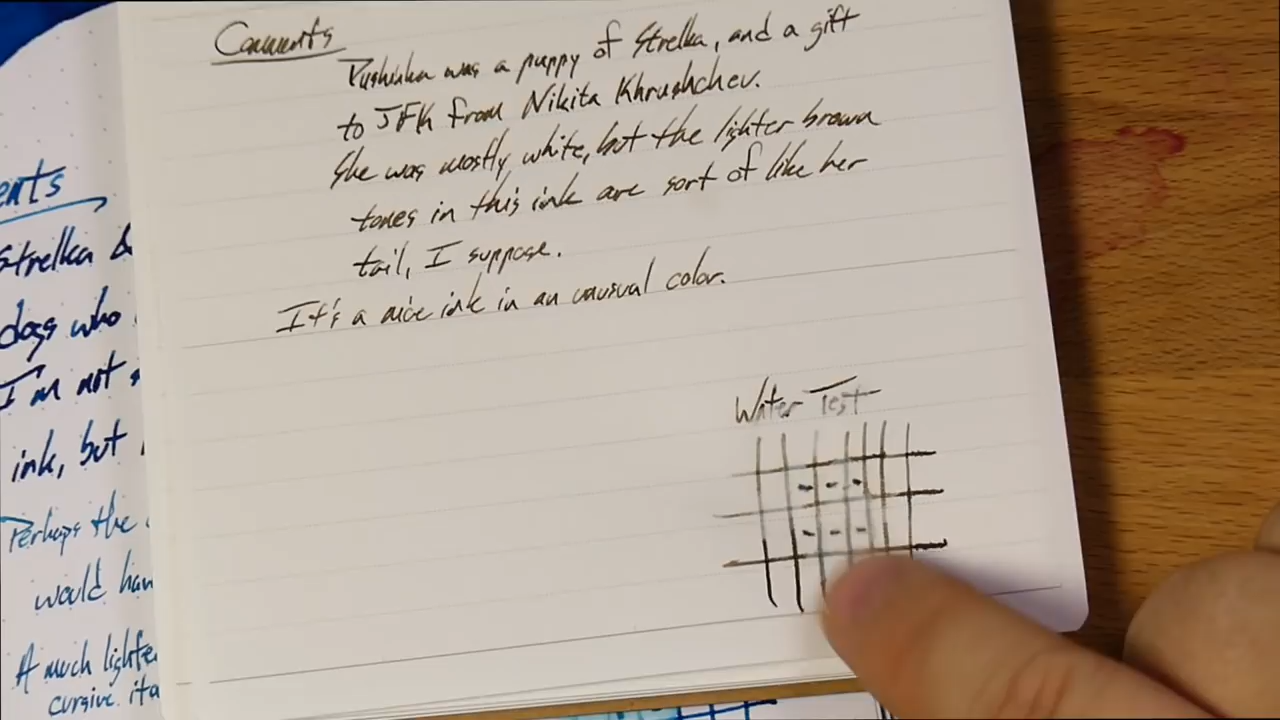 Comments
Pushinka was a puppy of Strelka, and a gift
to JFK from Nikita Khrushchev.
She was mostly white, but the lighter brown
tones in this ink are sort of like her
tail, I suppose.
It's a nice ink in an unusual color.
Water Test
ents
Strelka &
dogs who
I'm not
ink, but
Perhaps the
would
A much
cursive